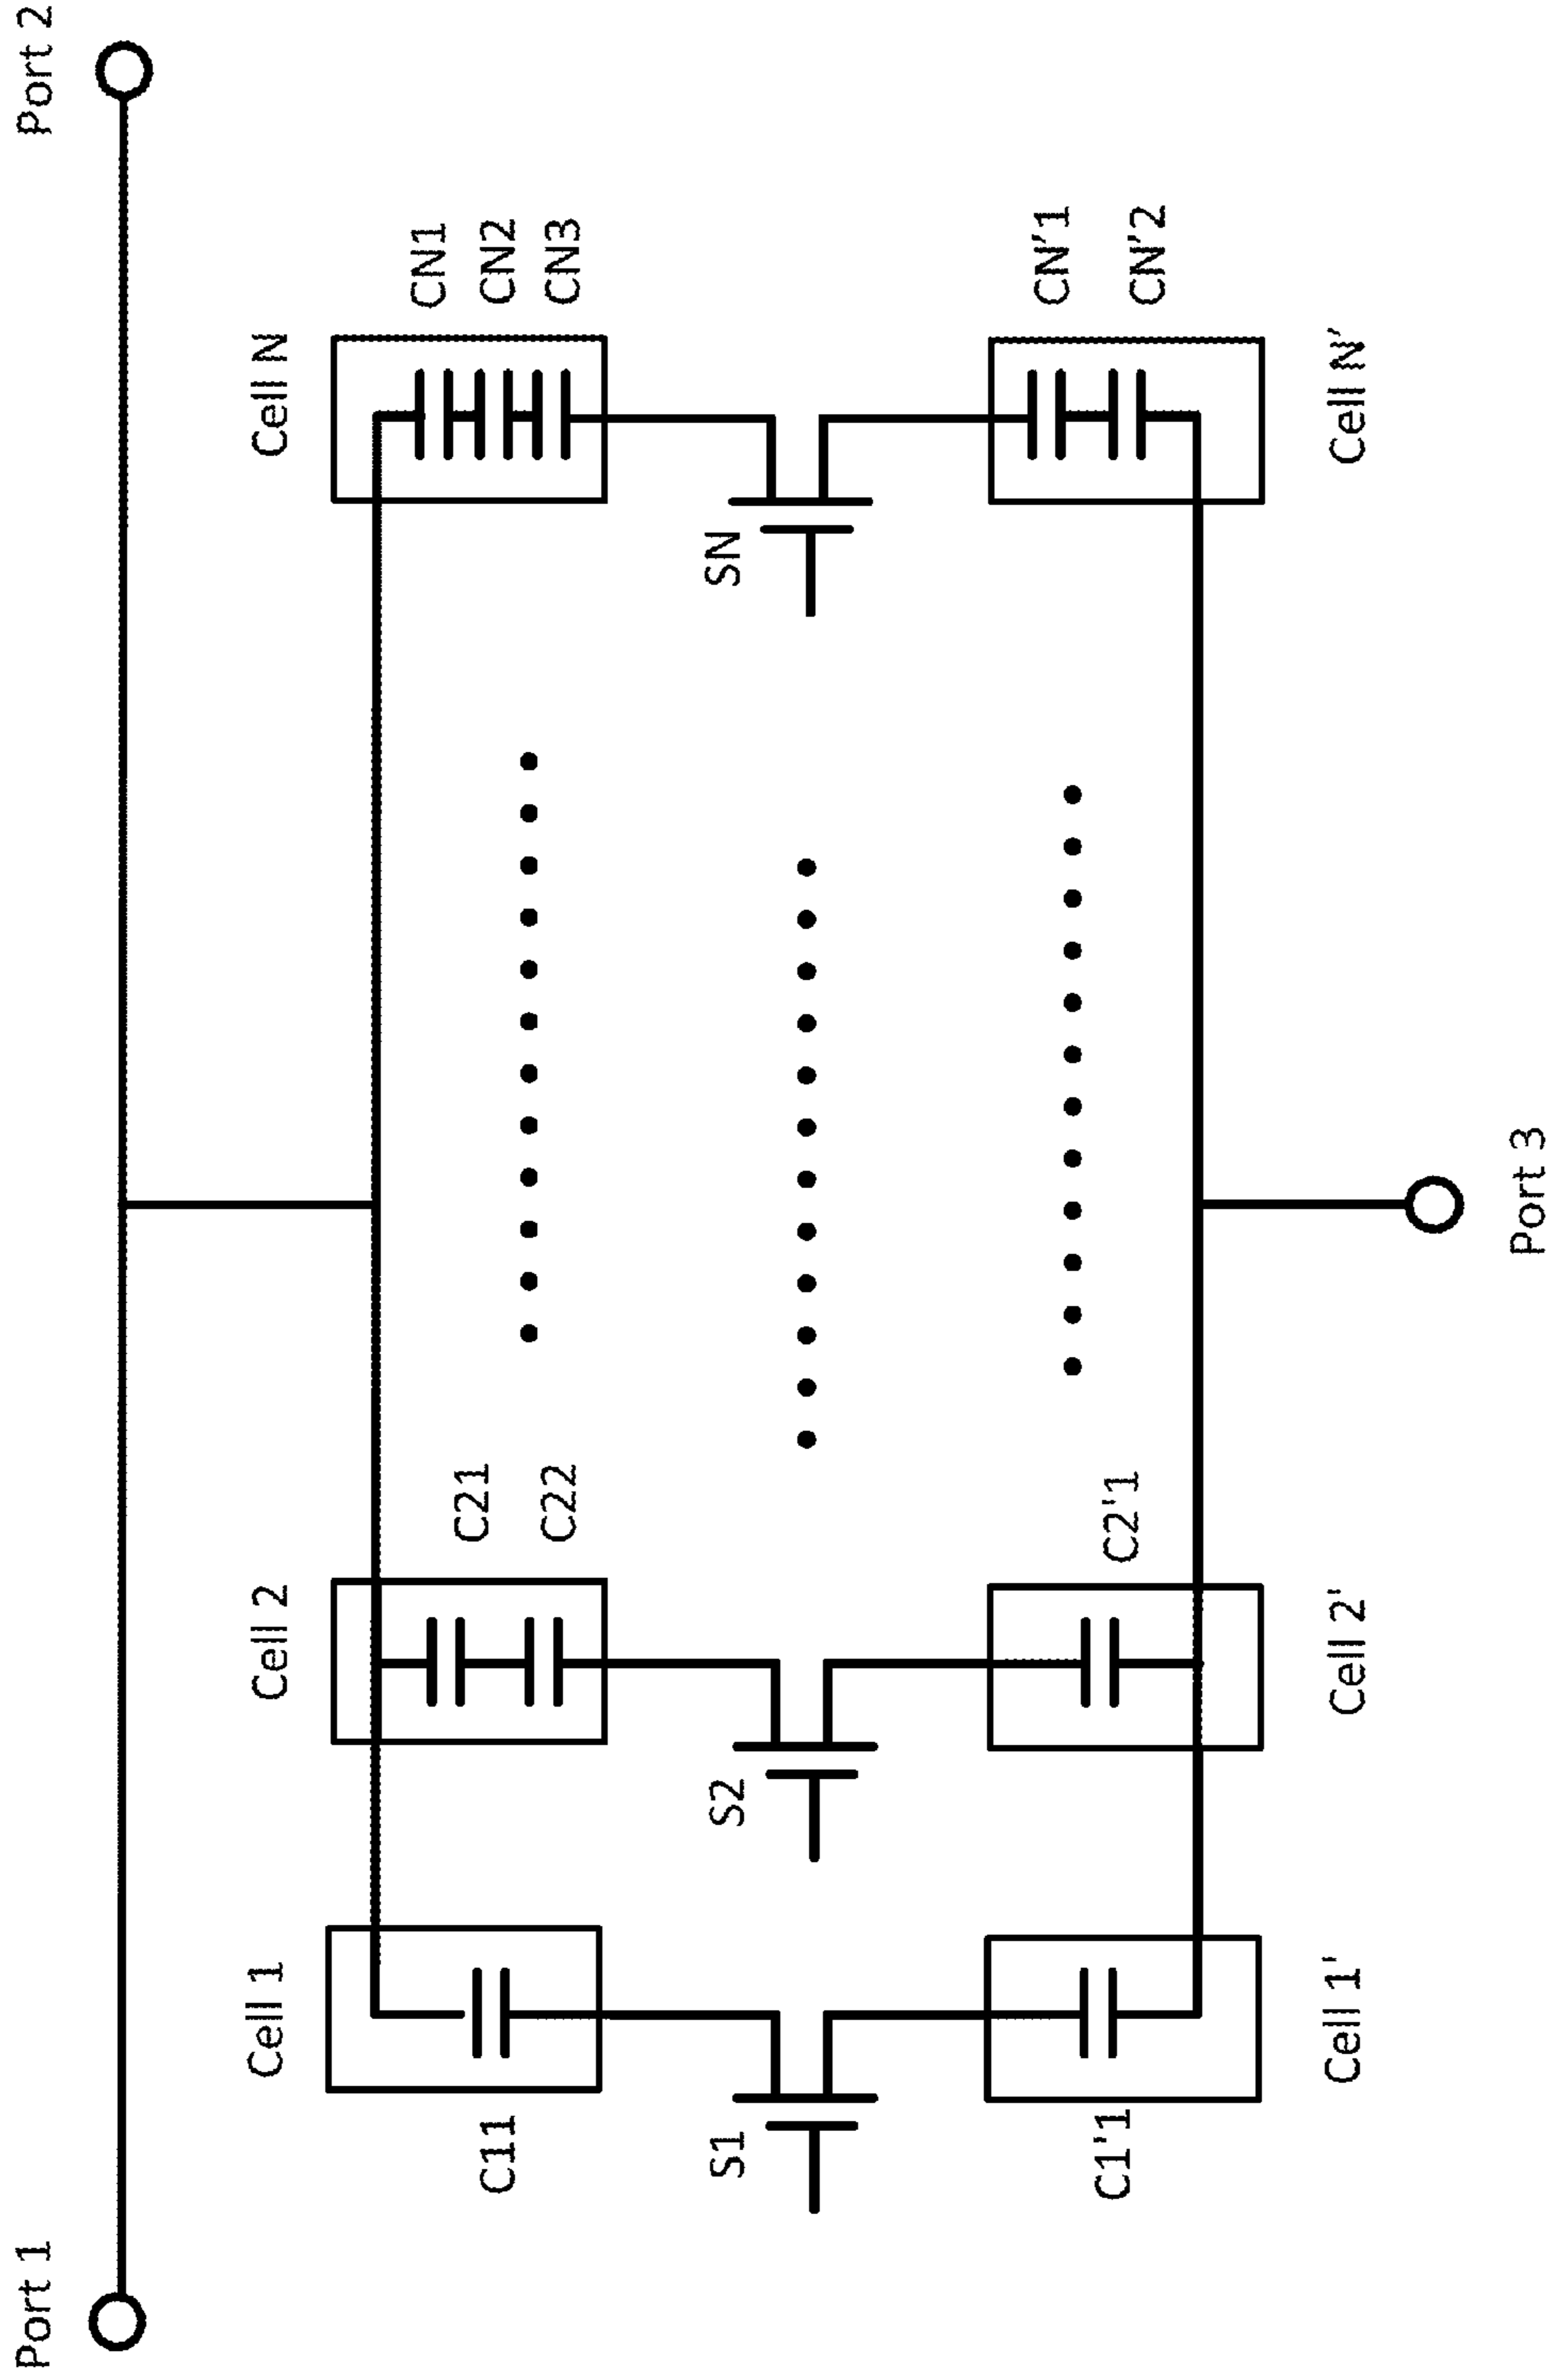 Port 1
Port 2
Cell 1
Cell 2
Cell N
C11
C21
C22
CN1
CN2
CN3
S1
S2
SN
C1'1
C2'1
CN'1
CN'2
Cell 1'
Cell 2'
Cell N'
Port 3